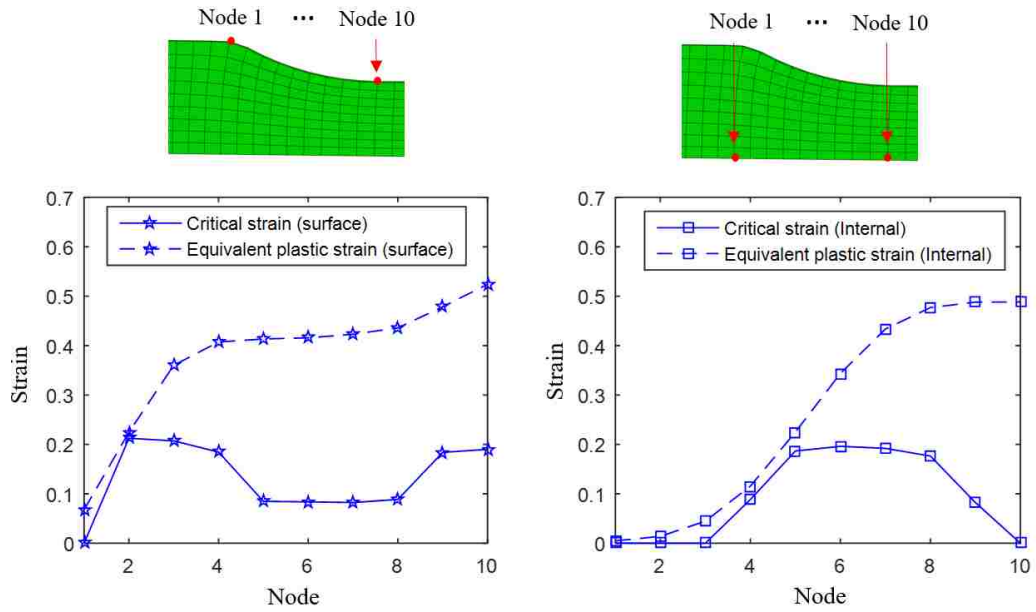 Node 1 ··· Node 10
Node 1 ··· Node 10
0.7
0.6
0.5
0.4
0.3
0.2
0.1
0
Strain
Critical strain (surface)
Equivalent plastic strain (surface)
2 4 6 8 10
Node
0.7
0.6
0.5
0.4
0.3
0.2
0.1
0
Strain
Critical strain (Internal)
Equivalent plastic strain (Internal)
2 4 6 8 10
Node